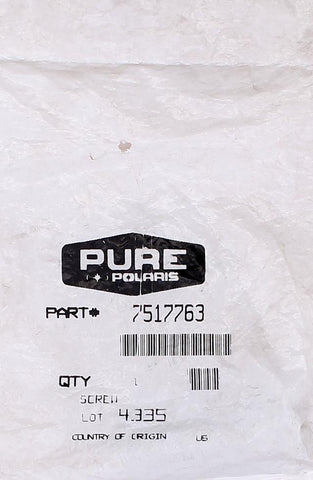 PURE
POLARIS
PART# 7517763
QTY 1
SCREW
LOT 4.335
COUNTRY OF ORIGIN US